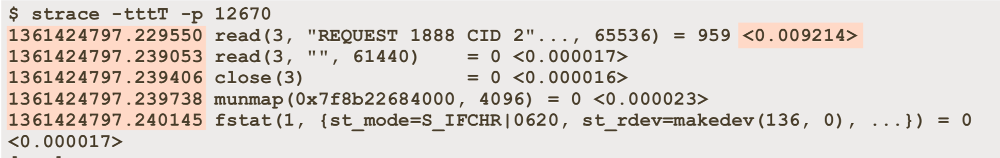 $ strace -tttT -p 12670
1361424797.229550 read(3, "REQUEST 1888 CID 2"..., 65536) = 959 <0.009214>
1361424797.239053 read(3, "", 61440)    = 0 <0.000017>
1361424797.239406 close(3)              = 0 <0.000016>
1361424797.239738 munmap(0x7f8b22684000, 4096) = 0 <0.000023>
1361424797.240145 fstat(1, {st_mode=S_IFCHR|0620, st_rdev=makedev(136, 0), ...}) = 0
<0.000017>